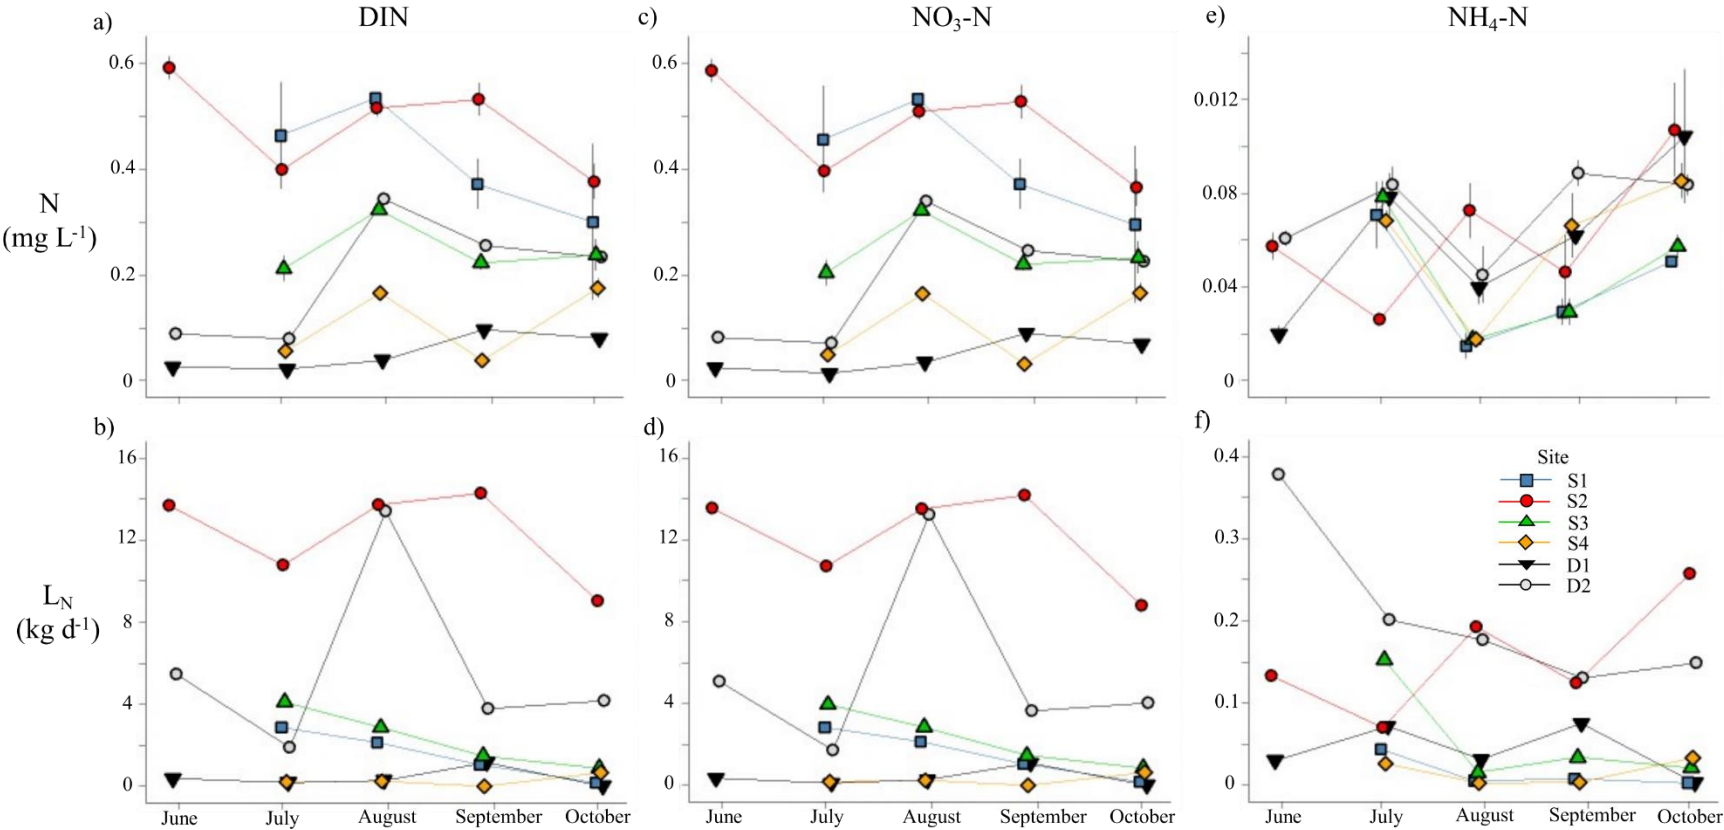 a) DIN
c) NO3-N
e) NH4-N
N
(mg L-1)
0.6
0.4
0.2
0
0.6
0.4
0.2
0
0.012
0.08
0.04
0
b)
d)
f)
LN
(kg d-1)
16
12
8
4
0
16
12
8
4
0
0.4
0.3
0.2
0.1
0
Site
S1
S2
S3
S4
D1
D2
June July August September October
June July August September October
June July August September October